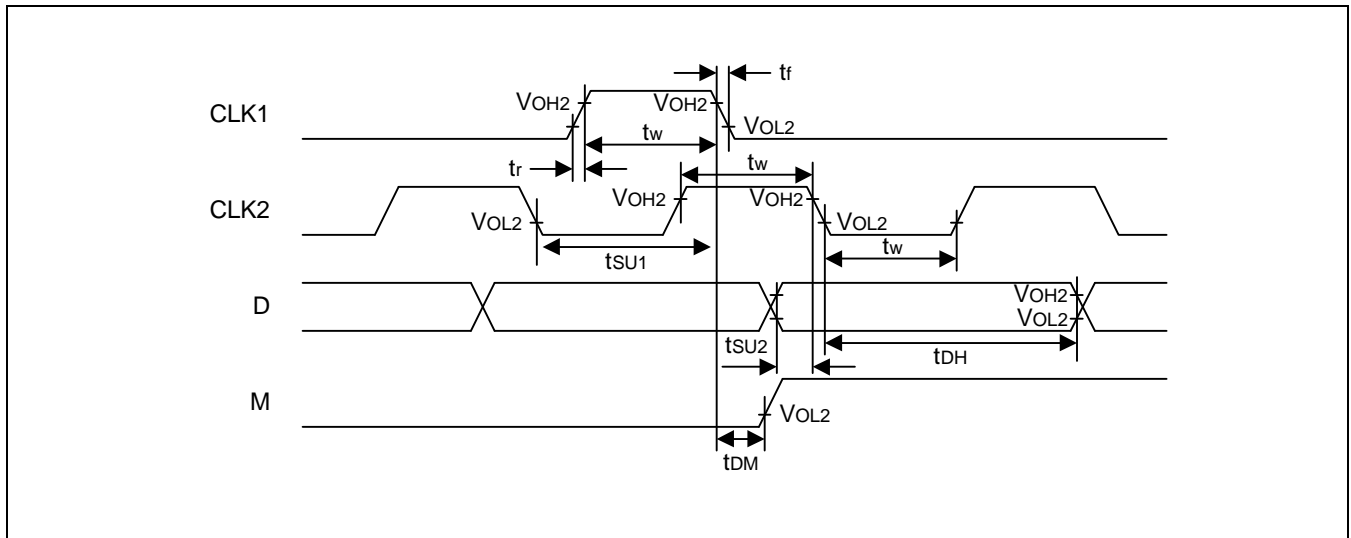 tf
VOH2 VOH2
CLK1
VOL2
tw
tw
tr
VOH2 VOH2
CLK2
VOL2 VOL2
tw
tSU1
D
VOH2
VOL2
tSU2
tDH
M
VOL2
tDM